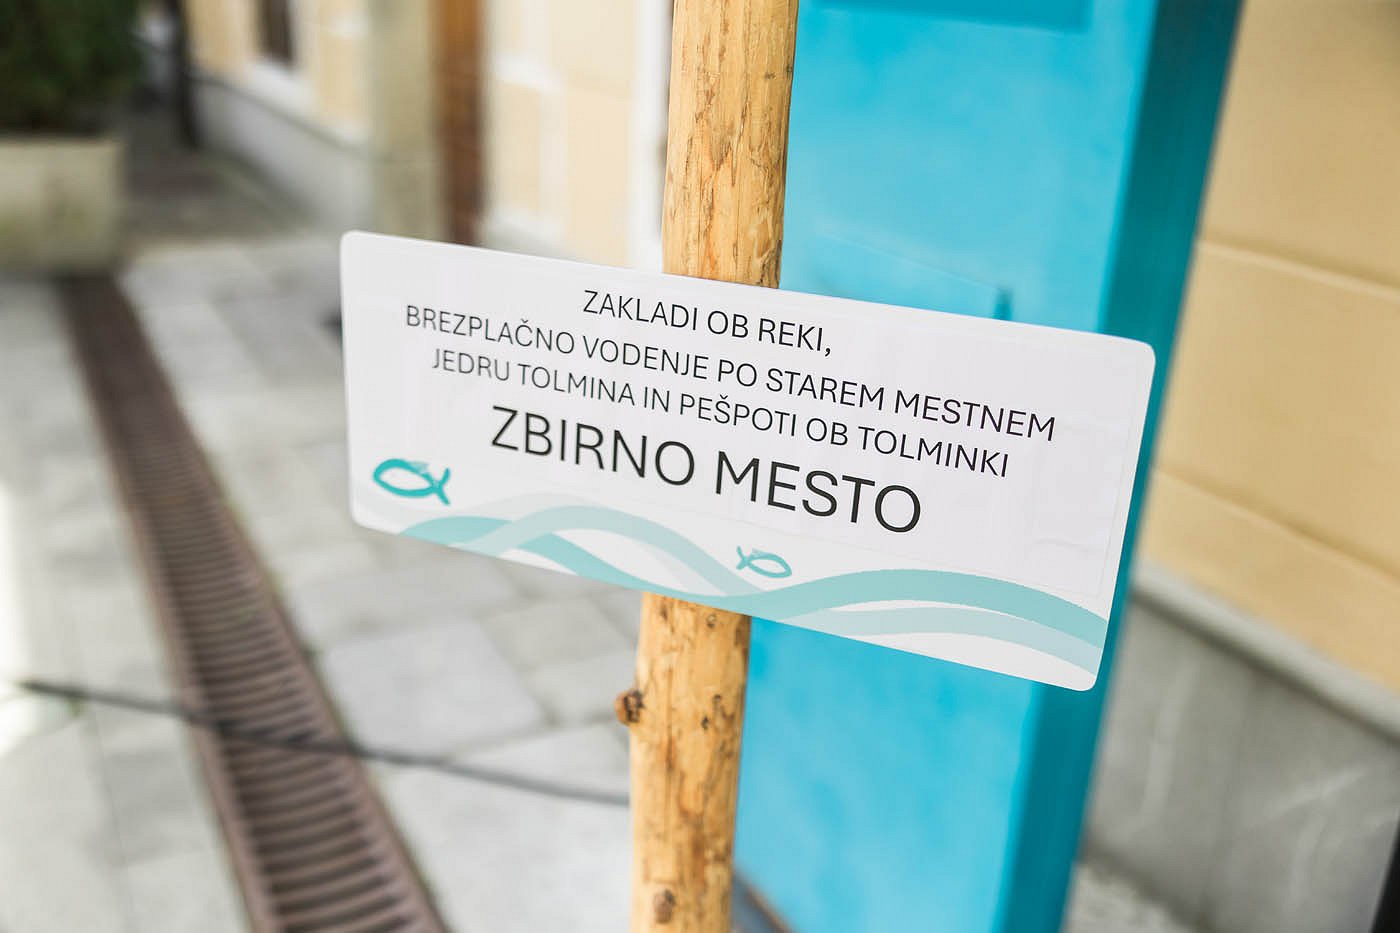 ZAKLADI OB REKI,
BREZPLAČNO VODENJE PO STAREM MESTNEM
JEDRU TOLMINA IN PEŠPOTI OB TOLMINKI
ZBIRNO MESTO